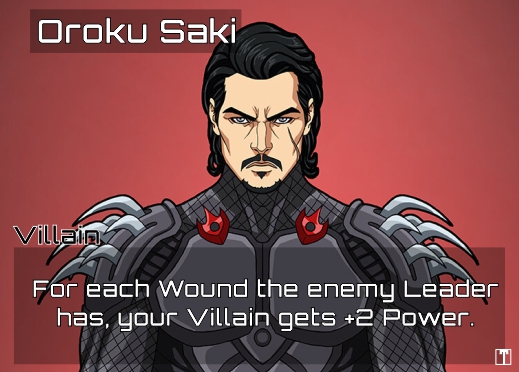 Oroku Saki
Villain
For each Wound the enemy Leader
has, your Villain gets +2 Power.
T